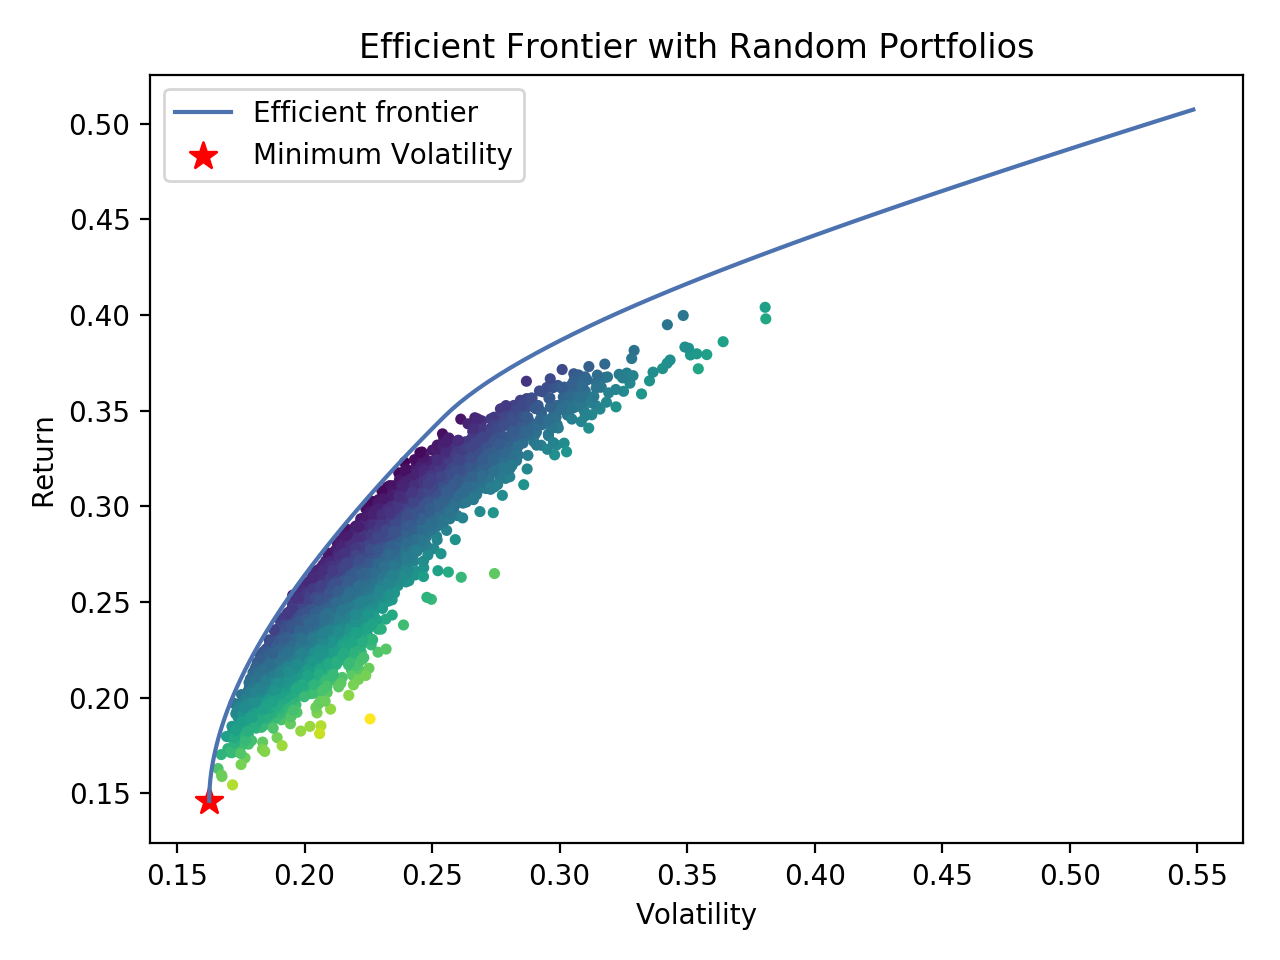 Efficient Frontier with Random Portfolios
Efficient frontier
Minimum Volatility
0.50
0.45
0.40
0.35
0.30
0.25
0.20
0.15
Return
0.15 0.20 0.25 0.30 0.35 0.40 0.45 0.50 0.55
Volatility